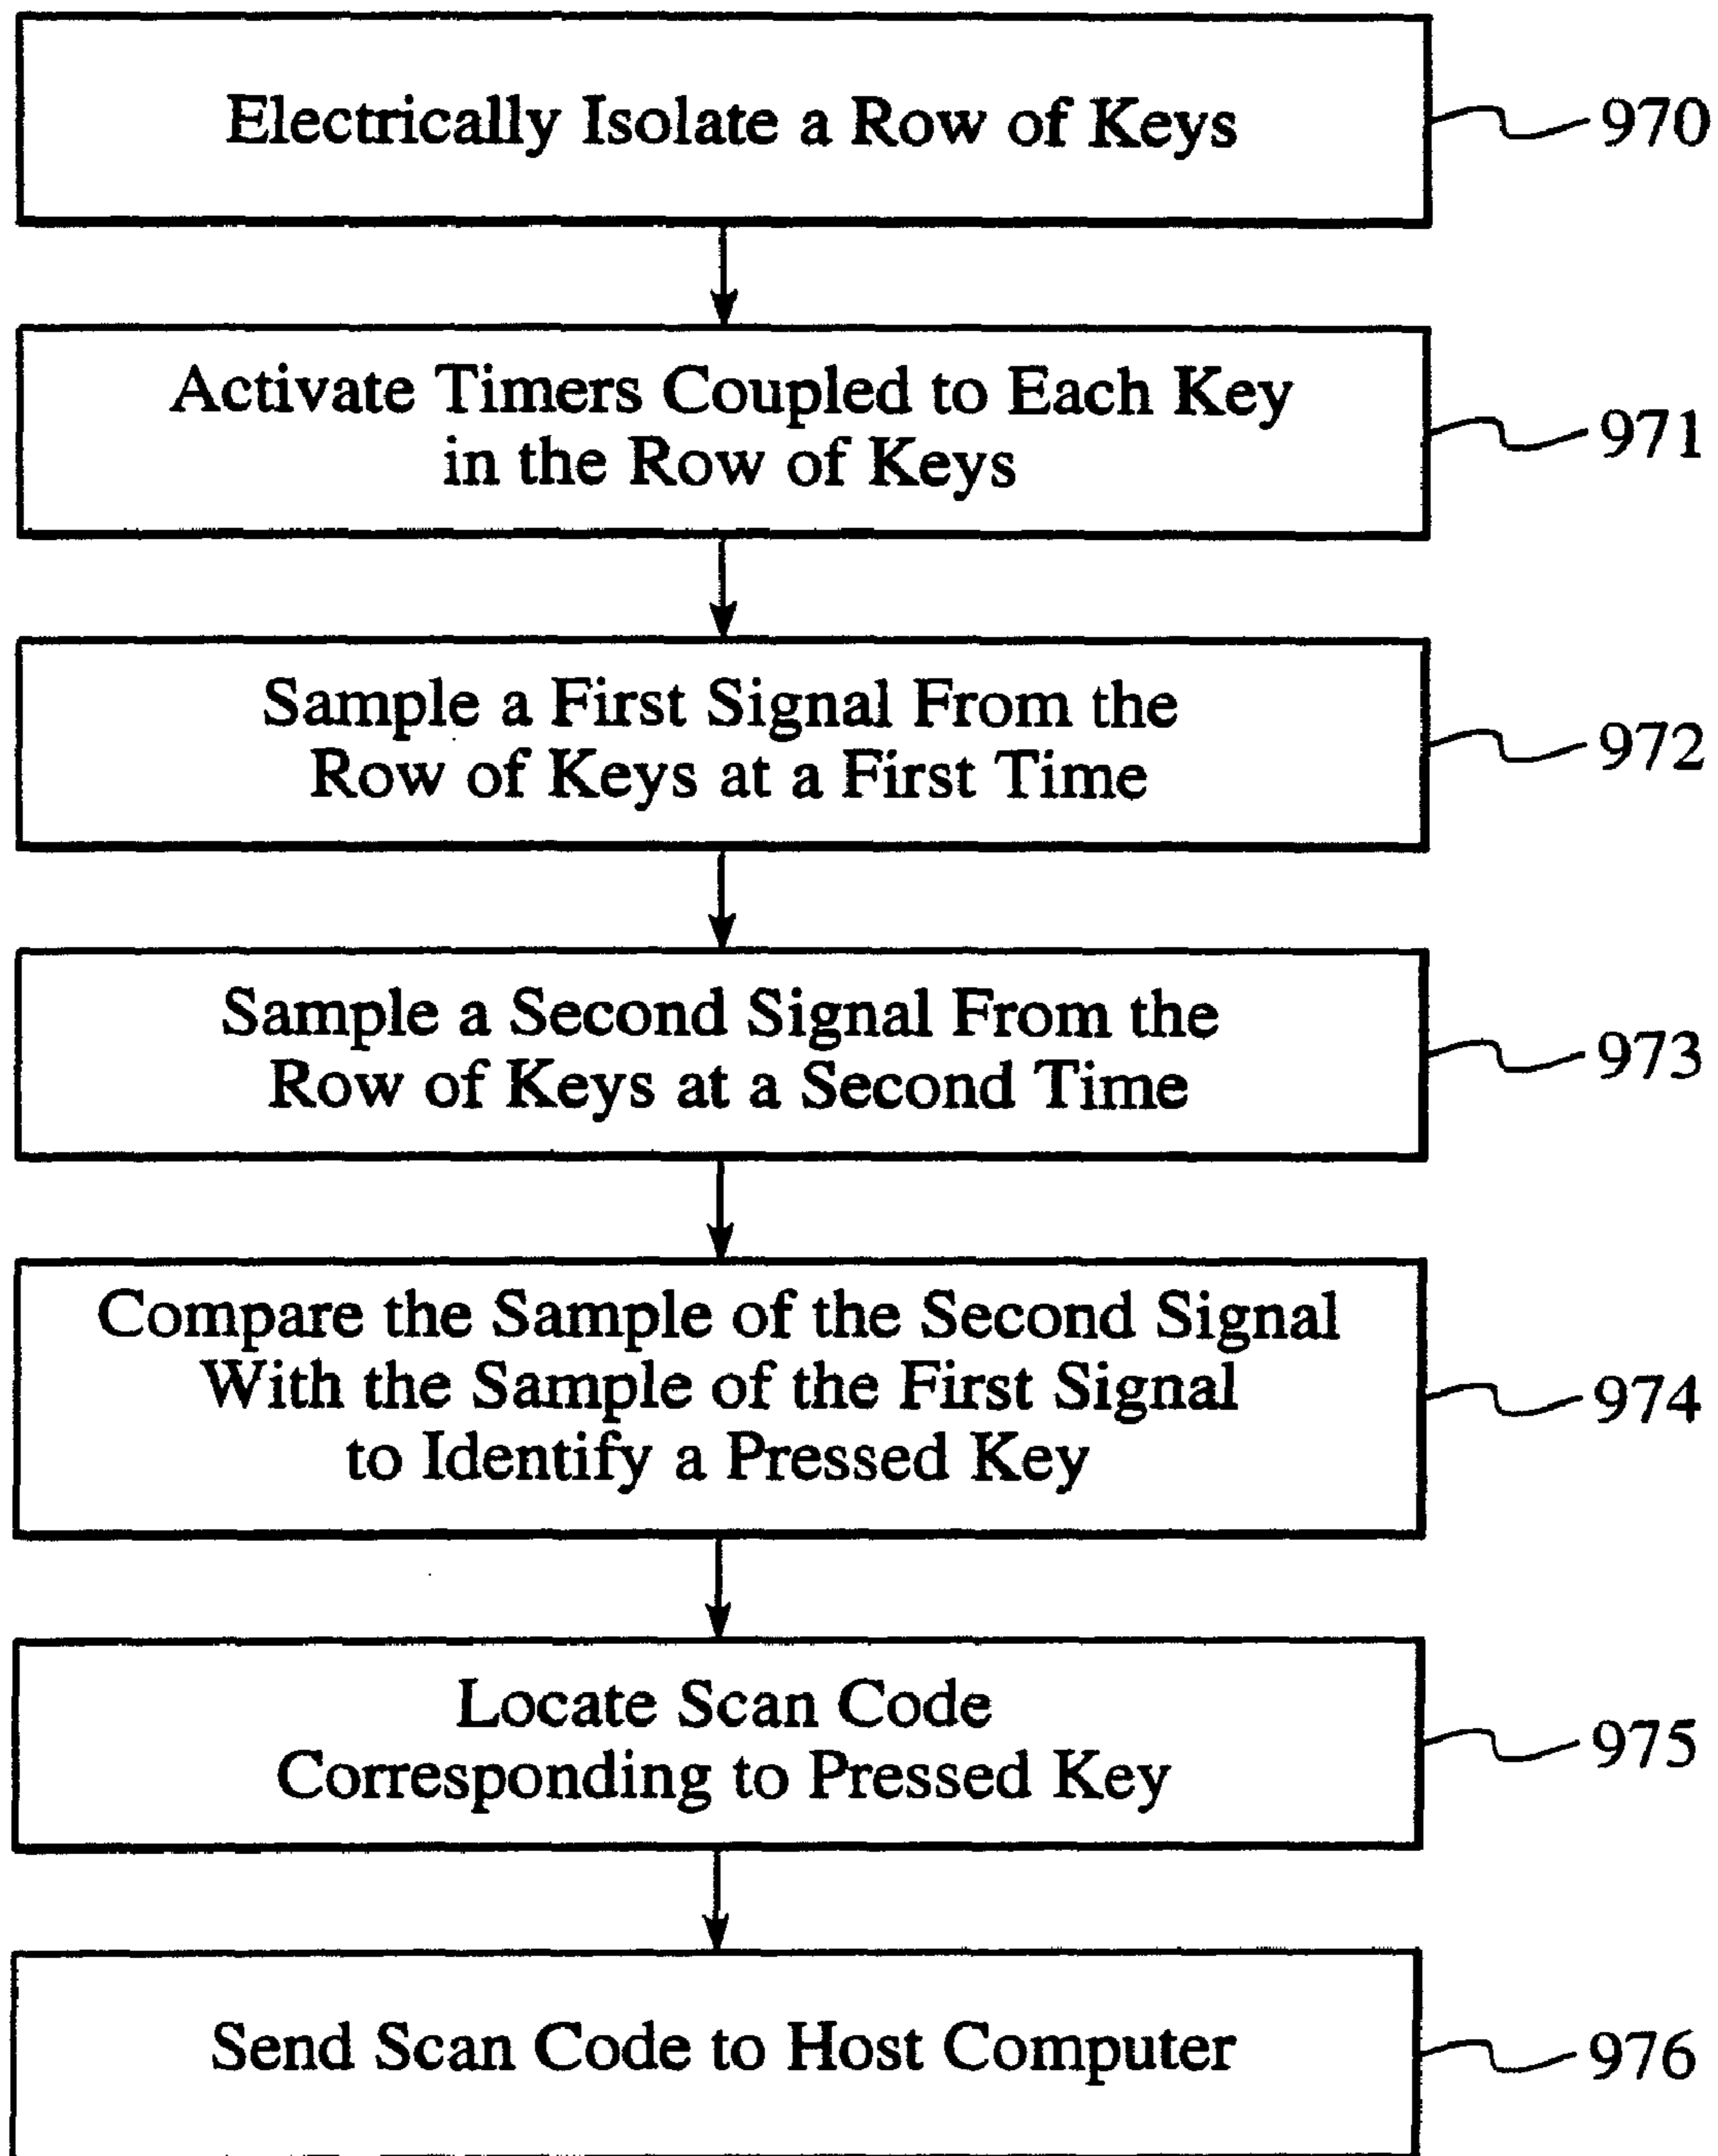 Electrically Isolate a Row of Keys
970
Activate Timers Coupled to Each Key
in the Row of Keys
971
Sample a First Signal From the
Row of Keys at a First Time
972
Sample a Second Signal From the
Row of Keys at a Second Time
973
Compare the Sample of the Second Signal
With the Sample of the First Signal
to Identify a Pressed Key
974
Locate Scan Code
Corresponding to Pressed Key
975
Send Scan Code to Host Computer
976